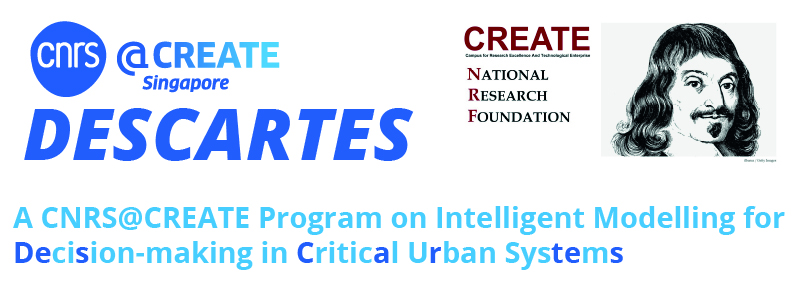 cnrs
@CREATE
Singapore
DESCARTES
CREATE
Campus for Research Excellence And Technological Enterprise
NATIONAL
RESEARCH
FOUNDATION
A CNRS@CREATE Program on Intelligent Modelling for
Decision-making in Critical Urban Systems